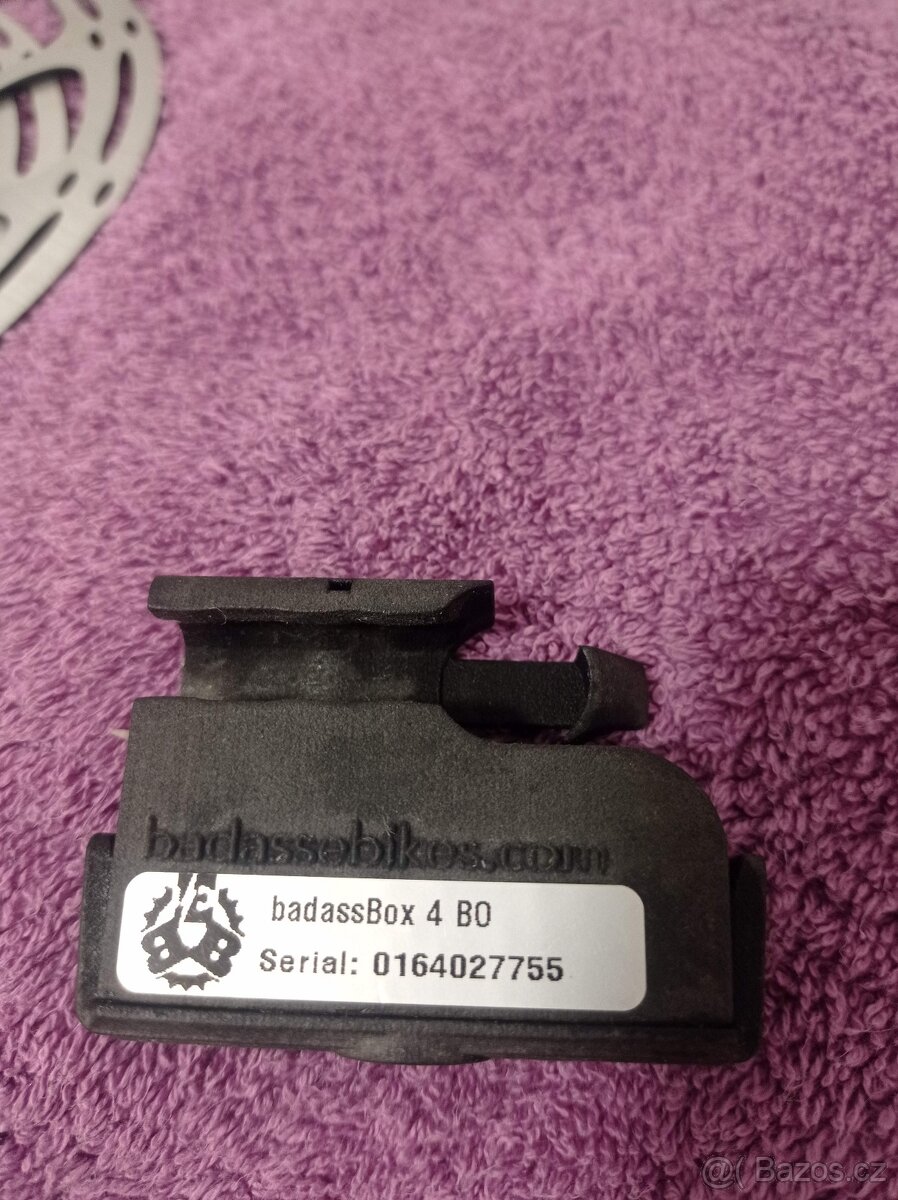 badassebikes.com
badassBox 4 BO
Serial: 0164027755
@( Bazos.cz